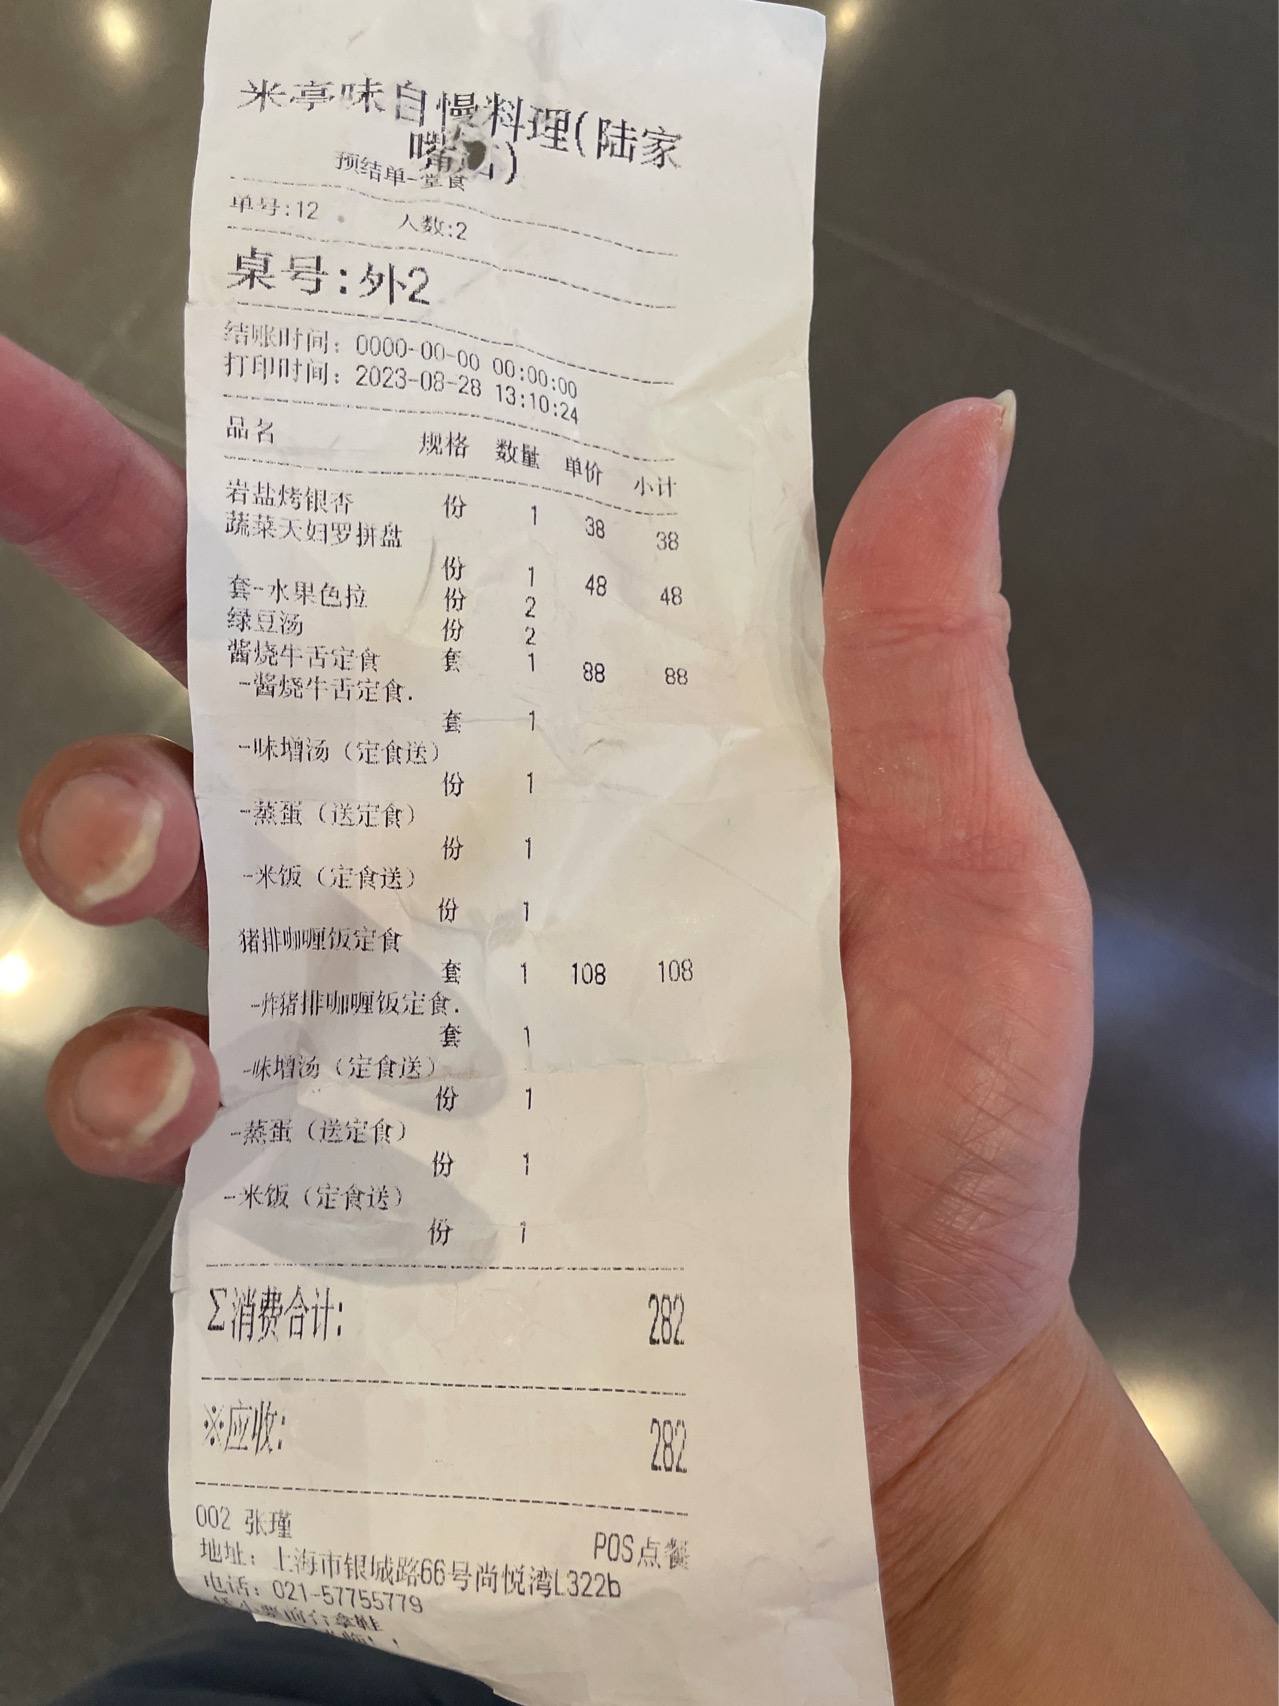 米亭味自慢料理(陆家
嘴店)
预结单-堂食
单号:12 人数:2
桌号:外2
结账时间: 0000-00-00 00:00:00
打印时间: 2023-08-28 13:10:24
品名 规格 数量 单价 小计
岩盐烤银杏 份 1 38 38
蔬菜天妇罗拼盘
份 1 48 48
套-水果色拉 份 2
绿豆汤 份 2
酱烧牛舌定食 套 1 88 88
-酱烧牛舌定食.
套 1
-味增汤（定食送）
份 1
-蒸蛋（送定食）
份 1
-米饭（定食送）
份 1
猪排咖喱饭定食
套 1 108 108
-炸猪排咖喱饭定食.
套 1
-味增汤（定食送）
份 1
-蒸蛋（送定食）
份 1
-米饭（定食送）
份 1
Σ消费合计: 282
※应收: 282
002 张瑾 POS点餐
地址: 上海市银城路66号尚悦湾L322b
电话: 021-57755779